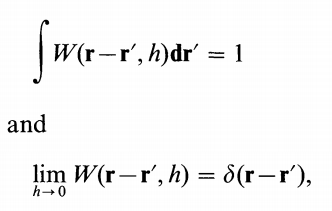 ∫ W(r−r′, h)dr′ = 1
and
lim h→0 W(r−r′, h) = δ(r−r′),